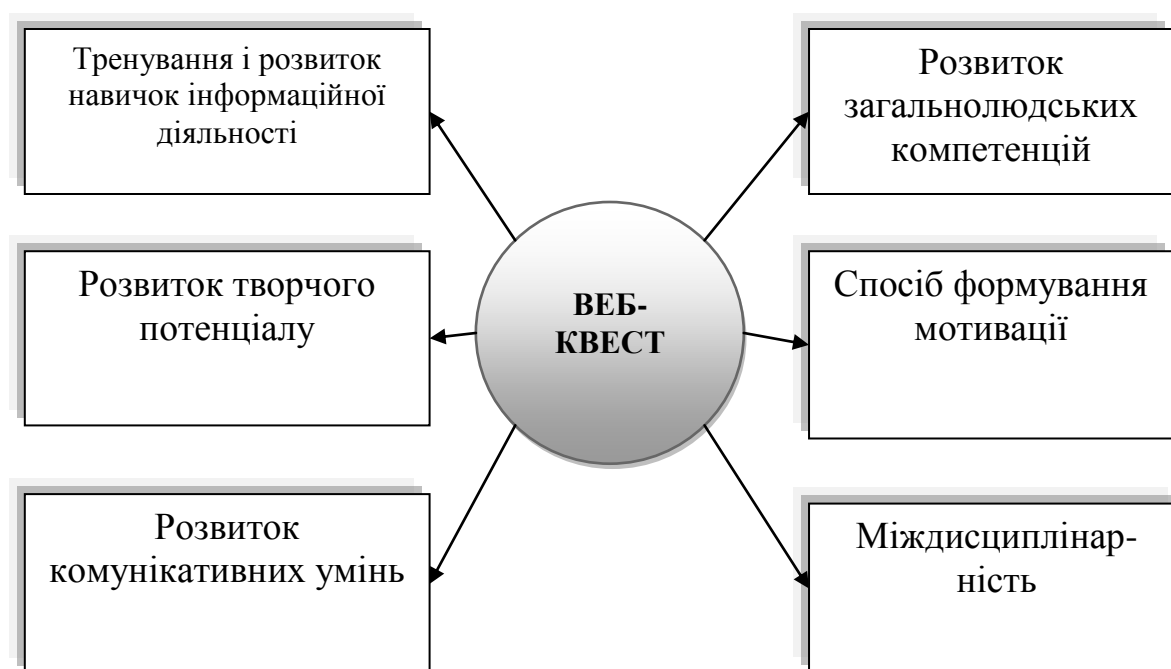 Тренування і розвиток
навичок інформаційної
діяльності
Розвиток
загальнолюдських
компетенцій
Розвиток творчого
потенціалу
ВЕБ-
КВЕСТ
Спосіб формування
мотивації
Розвиток
комунікативних умінь
Міждисциплінар-
ність